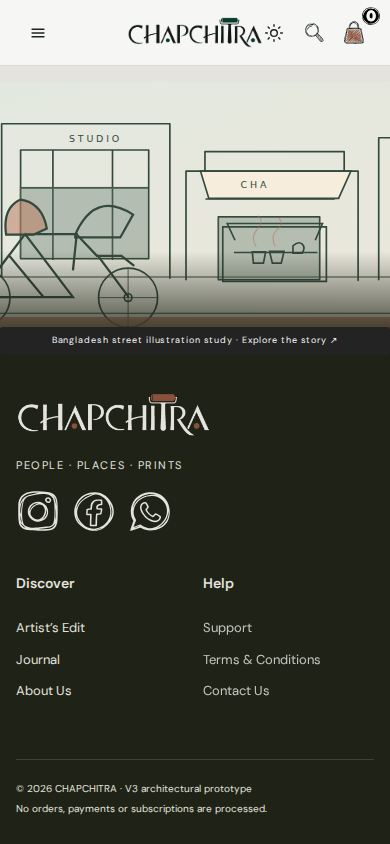 CHAPCHITRA
0
STUDIO
CHA
Bangladesh street illustration study · Explore the story ↗
CHAPCHITRA
PEOPLE · PLACES · PRINTS
Discover
Help
Artist's Edit
Support
Journal
Terms & Conditions
About Us
Contact Us
© 2026 CHAPCHITRA · V3 architectural prototype
No orders, payments or subscriptions are processed.